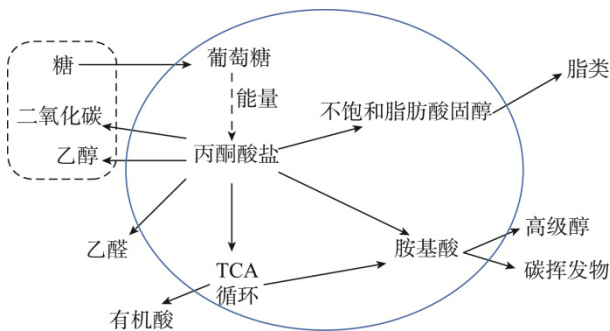 糖
葡萄糖
脂类
能量
二氧化碳
不饱和脂肪酸固醇
乙醇
丙酮酸盐
高级醇
乙醛
胺基酸
TCA
循环
碳挥发物
有机酸